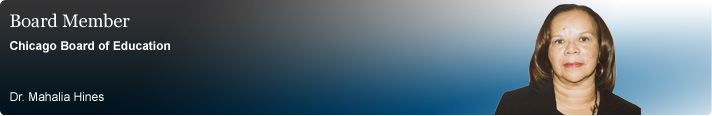 Board Member
Chicago Board of Education
Dr. Mahalia Hines